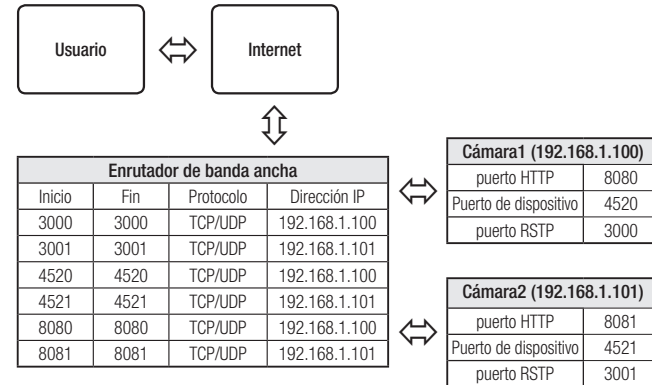 Usuario
Internet
Enrutador de banda ancha
Inicio Fin Protocolo Dirección IP
3000 3000 TCP/UDP 192.168.1.100
3001 3001 TCP/UDP 192.168.1.101
4520 4520 TCP/UDP 192.168.1.100
4521 4521 TCP/UDP 192.168.1.101
8080 8080 TCP/UDP 192.168.1.100
8081 8081 TCP/UDP 192.168.1.101
Cámara1 (192.168.1.100)
puerto HTTP 8080
Puerto de dispositivo 4520
puerto RSTP 3000
Cámara2 (192.168.1.101)
puerto HTTP 8081
Puerto de dispositivo 4521
puerto RSTP 3001